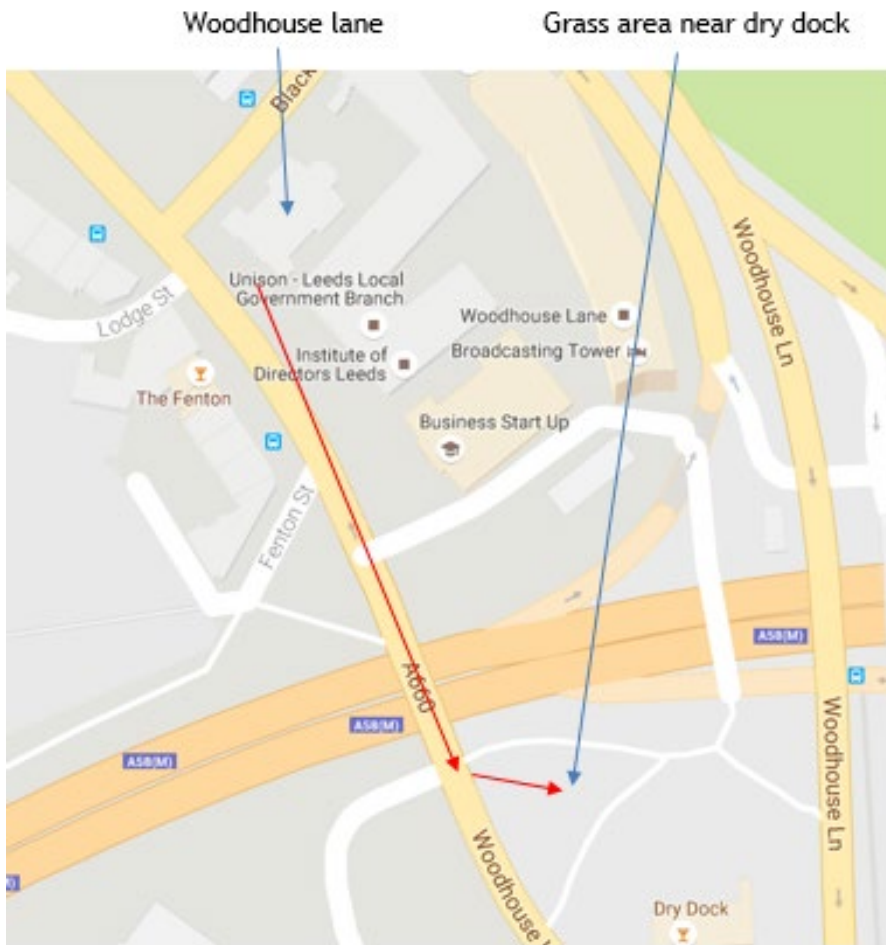 Woodhouse lane
Grass area near dry dock
Black
Woodhouse Ln
Unison - Leeds Local
Government Branch
Lodge St
Woodhouse Lane
Institute of
Directors Leeds
Broadcasting Tower
The Fenton
Business Start Up
Fenton St
A58(M)
A660
A58(M)
A58(M)
Woodhouse Ln
Woodhouse Ln
Dry Dock